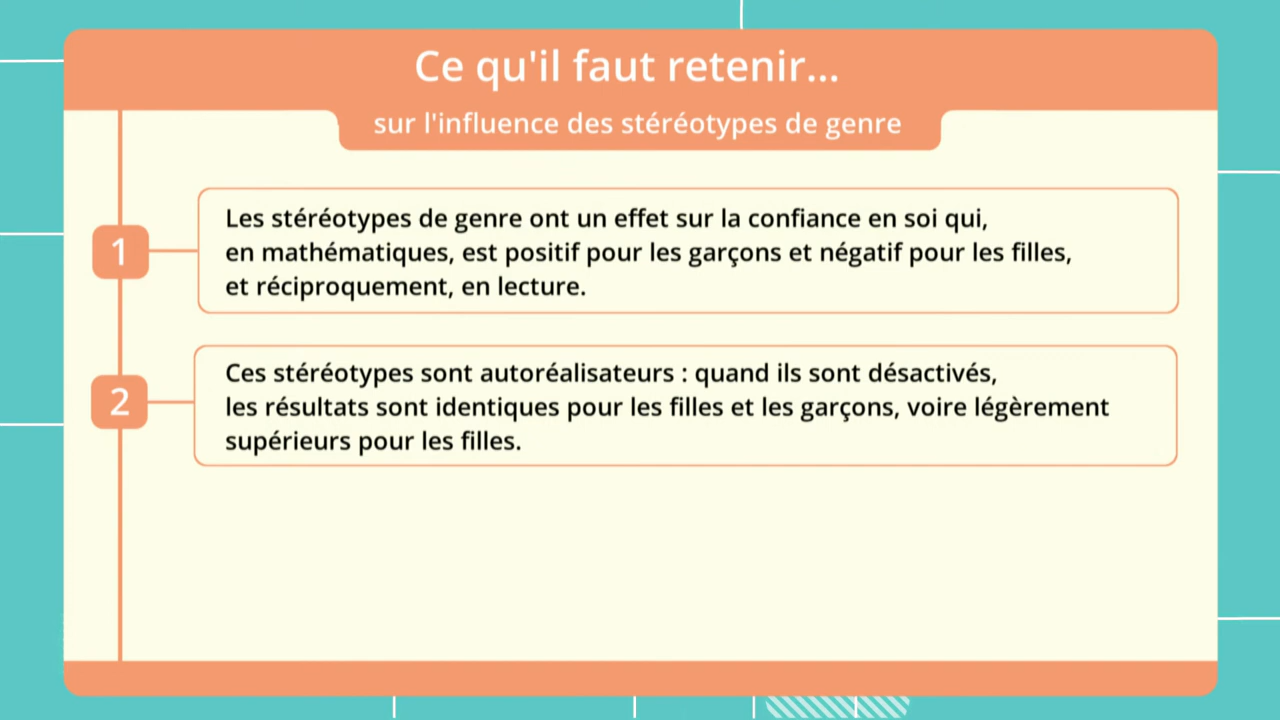 Ce qu'il faut retenir...
sur l'influence des stéréotypes de genre
1
Les stéréotypes de genre ont un effet sur la confiance en soi qui,
en mathématiques, est positif pour les garçons et négatif pour les filles,
et réciproquement, en lecture.
2
Ces stéréotypes sont autoréalisateurs : quand ils sont désactivés,
les résultats sont identiques pour les filles et les garçons, voire légèrement
supérieurs pour les filles.